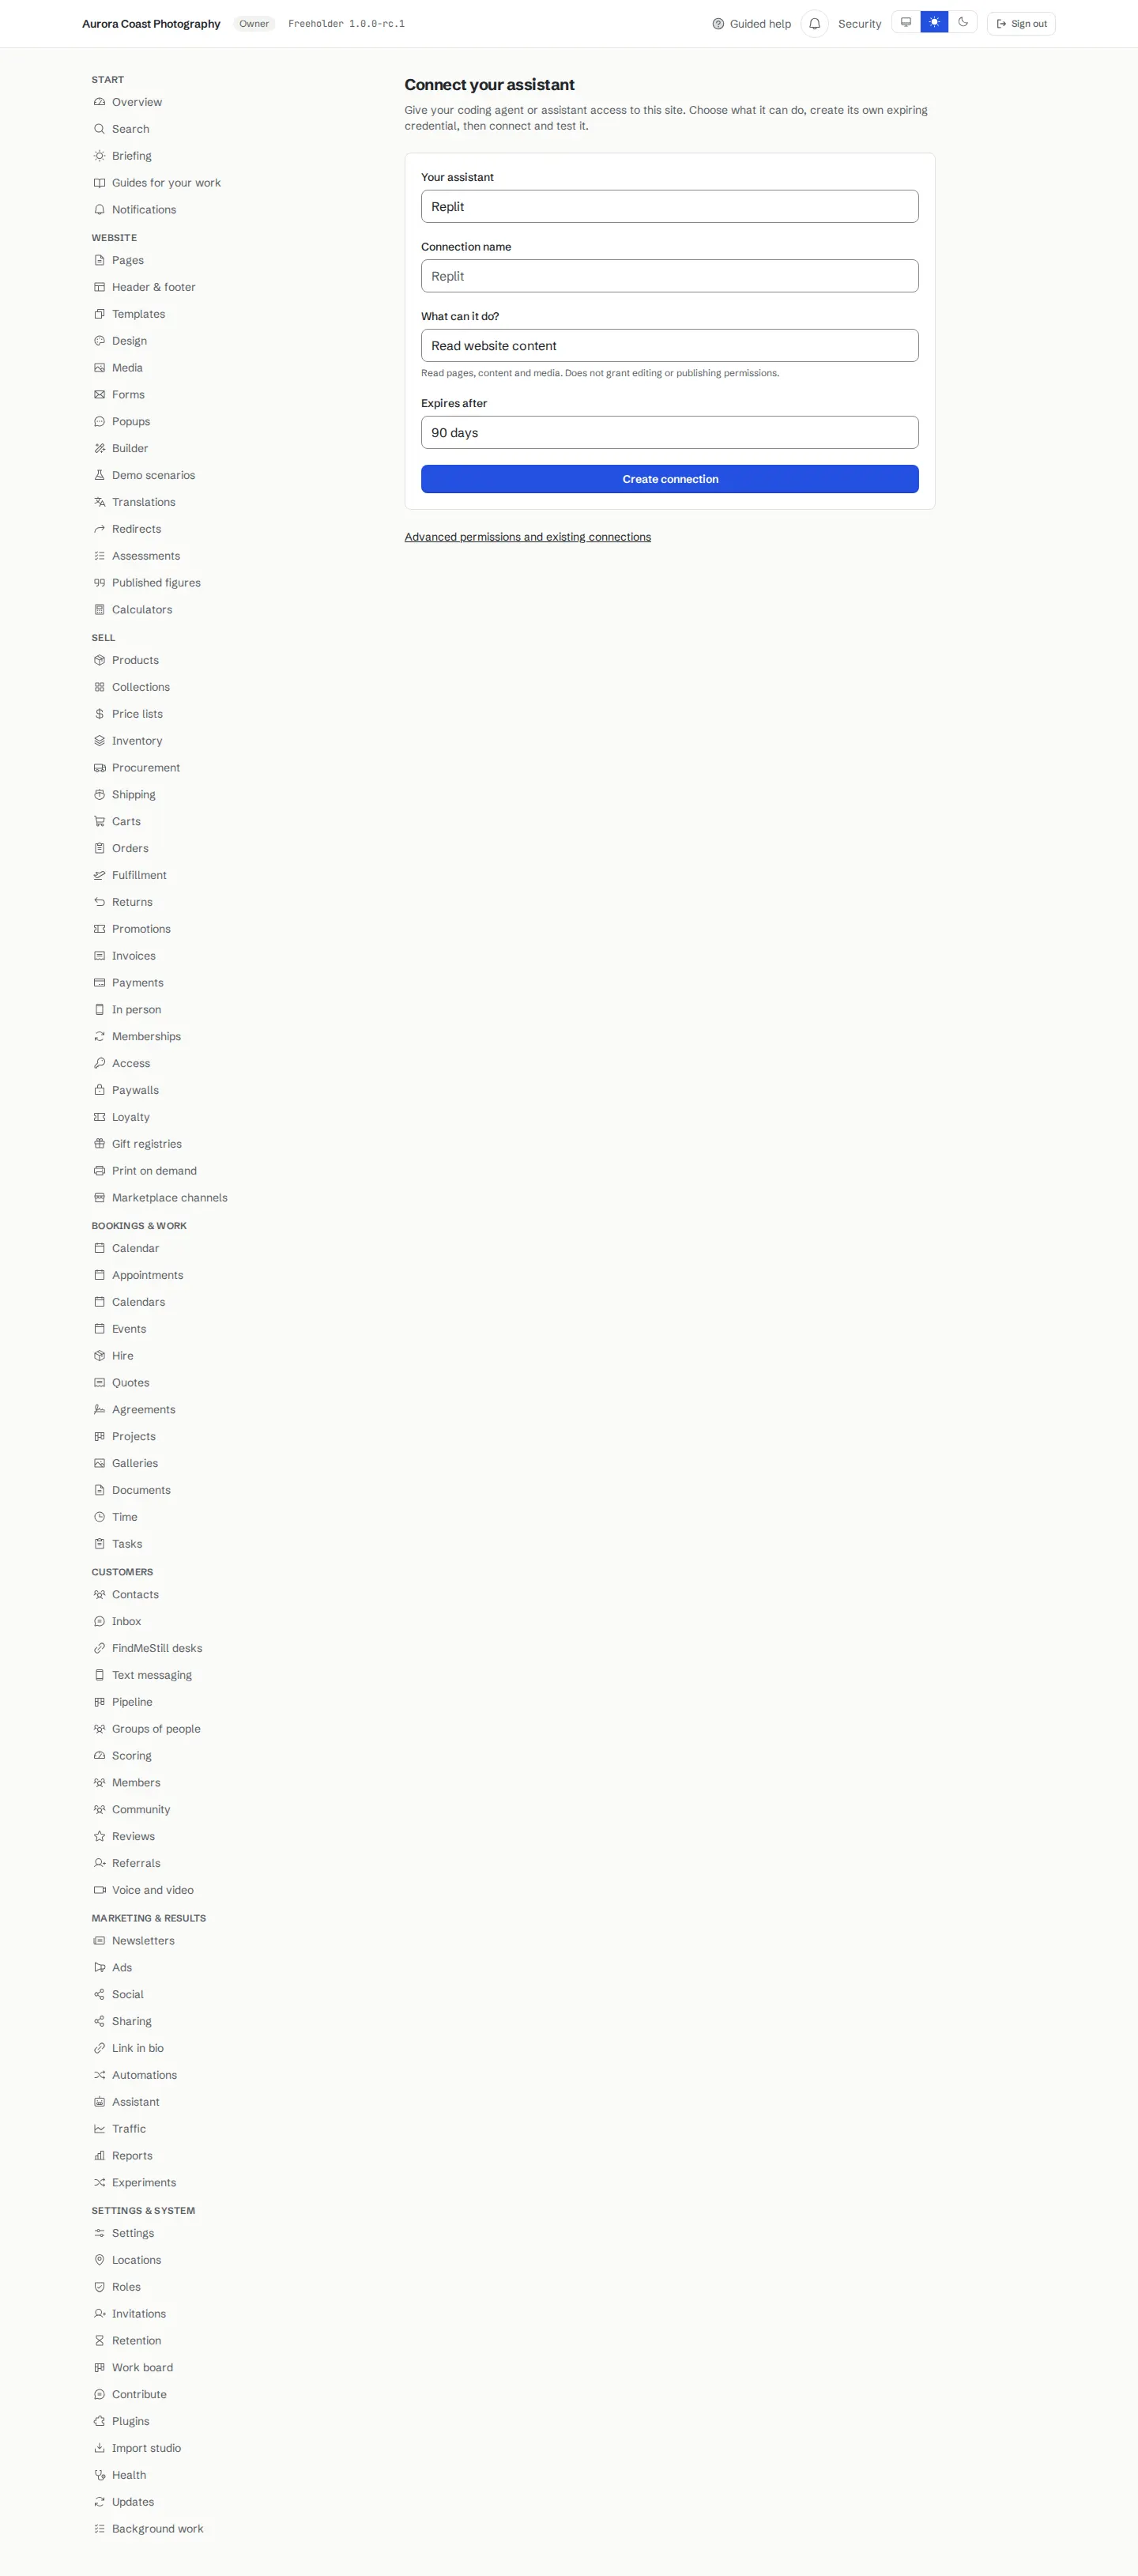 Aurora Coast Photography Owner Freeholder 1.0.0-rc.1 Guided help Security Sign out
START
Overview
Search
Briefing
Guides for your work
Notifications
WEBSITE
Pages
Header & footer
Templates
Design
Media
Forms
Popups
Builder
Demo scenarios
Translations
Redirects
Assessments
Published figures
Calculators
SELL
Products
Collections
Price lists
Inventory
Procurement
Shipping
Carts
Orders
Fulfillment
Returns
Promotions
Invoices
Payments
In person
Memberships
Access
Paywalls
Loyalty
Gift registries
Print on demand
Marketplace channels
BOOKINGS & WORK
Calendar
Appointments
Calendars
Events
Hire
Quotes
Agreements
Projects
Galleries
Documents
Time
Tasks
CUSTOMERS
Contacts
Inbox
FindMeStill desks
Text messaging
Pipeline
Groups of people
Scoring
Members
Community
Reviews
Referrals
Voice and video
MARKETING & RESULTS
Newsletters
Ads
Social
Sharing
Link in bio
Automations
Assistant
Traffic
Reports
Experiments
SETTINGS & SYSTEM
Settings
Locations
Roles
Invitations
Retention
Work board
Contribute
Plugins
Import studio
Health
Updates
Background work
Connect your assistant
Give your coding agent or assistant access to this site. Choose what it can do, create its own expiring
credential, then connect and test it.
Your assistant
Replit
Connection name
Replit
What can it do?
Read website content
Read pages, content and media. Does not grant editing or publishing permissions.
Expires after
90 days
Create connection
Advanced permissions and existing connections